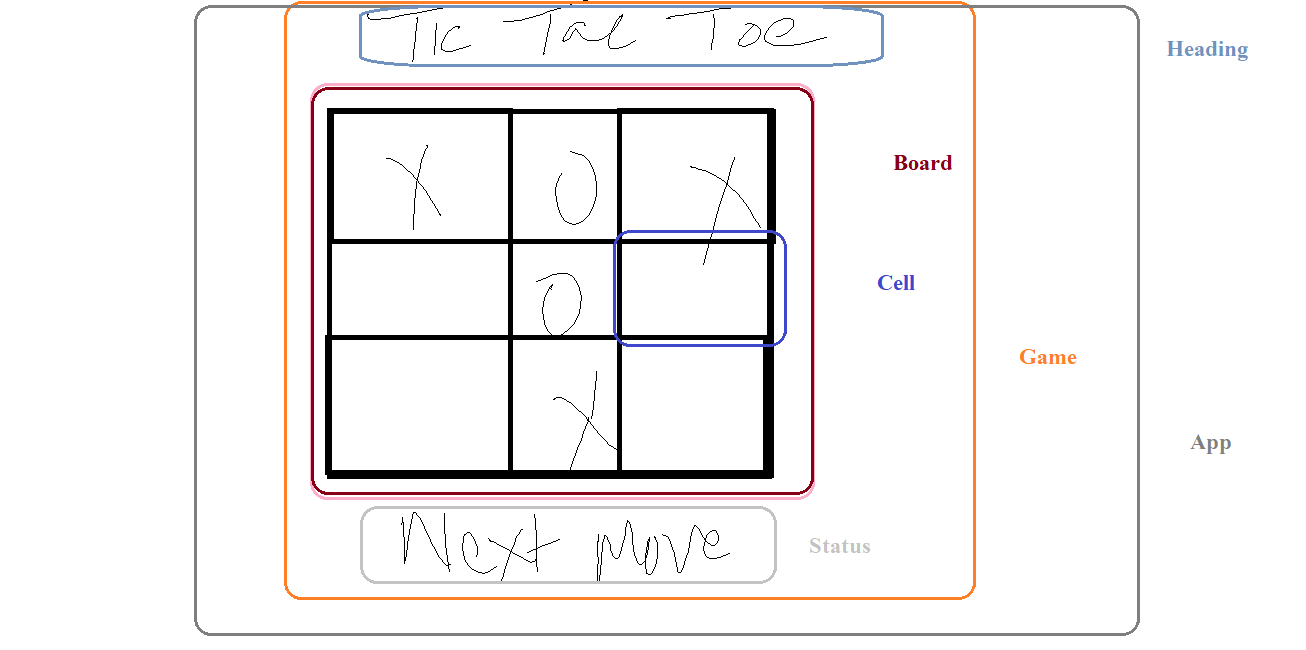 Tic Tac Toe
Heading
X O X
Board
O
Cell
Game
X
App
Next Move
Status